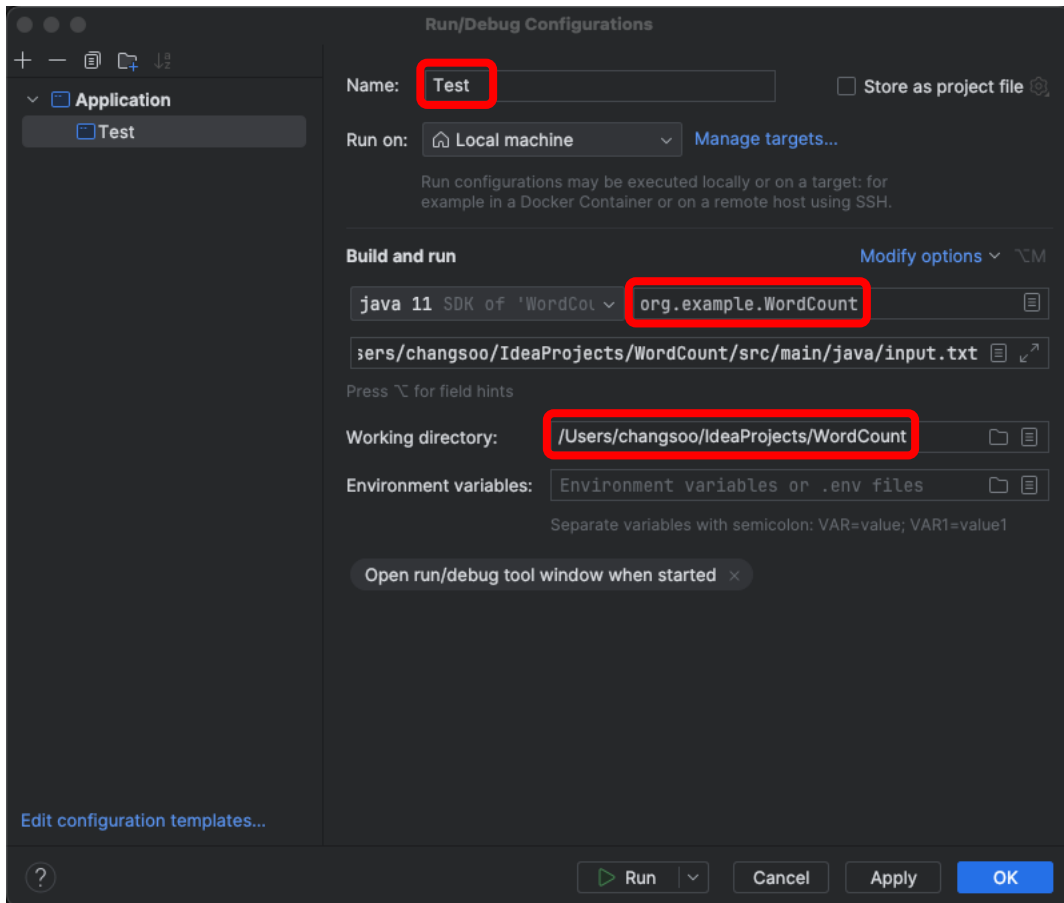 Run/Debug Configurations
Application
Test
Name: Test Store as project file
Run on: Local machine Manage targets...
Run configurations may be executed locally or on a target: for
example in a Docker Container or on a remote host using SSH.
Build and run Modify options ⌥M
java 11 SDK of 'WordCou org.example.WordCount
sers/changsoo/IdeaProjects/WordCount/src/main/java/input.txt
Press ⌥ for field hints
Working directory: /Users/changsoo/IdeaProjects/WordCount
Environment variables: Environment variables or .env files
Separate variables with semicolon: VAR=value; VAR1=value1
Open run/debug tool window when started ×
Edit configuration templates...
? Run Cancel Apply OK